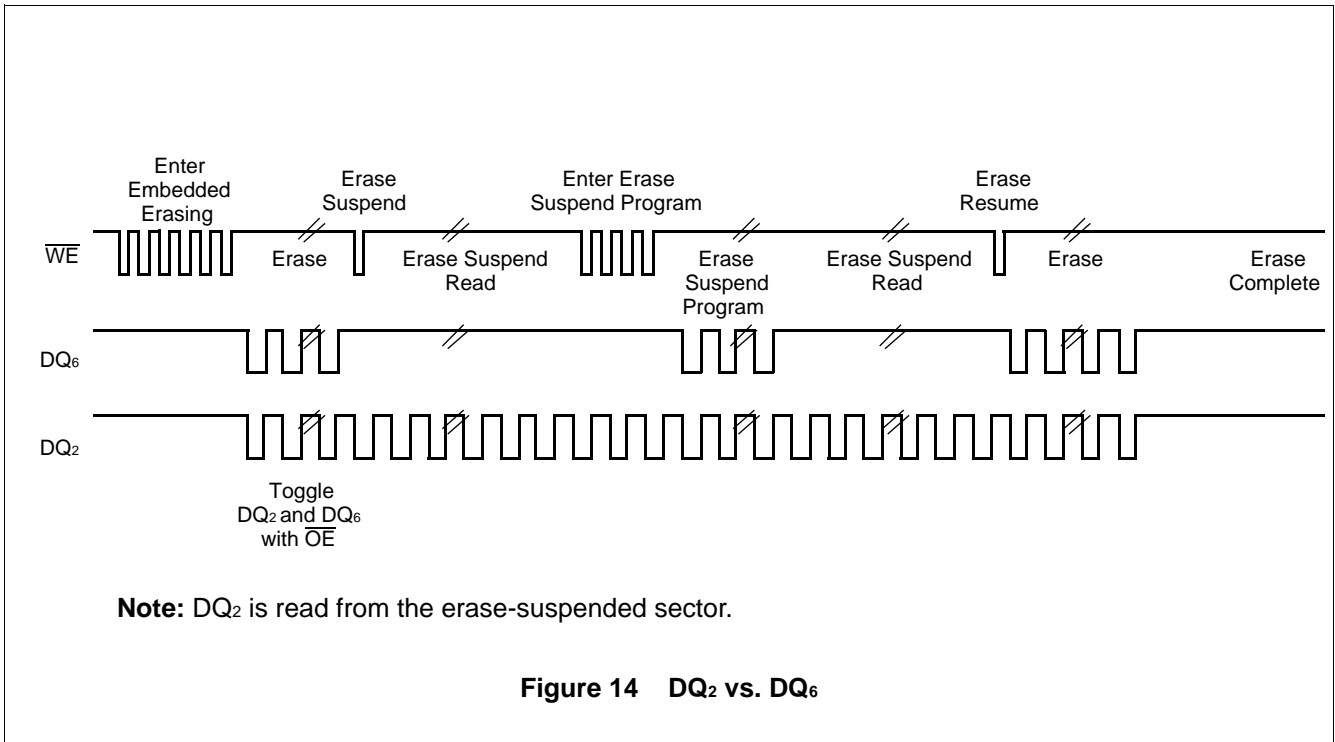 Enter
Embedded
Erasing
Erase
Suspend
Enter Erase
Suspend Program
Erase
Resume
WE
Erase
Erase Suspend
Read
Erase
Suspend
Program
Erase Suspend
Read
Erase
Erase
Complete
DQ6
DQ2
Toggle
DQ2 and DQ6
with OE
Note: DQ2 is read from the erase-suspended sector.
Figure 14 DQ2 vs. DQ6